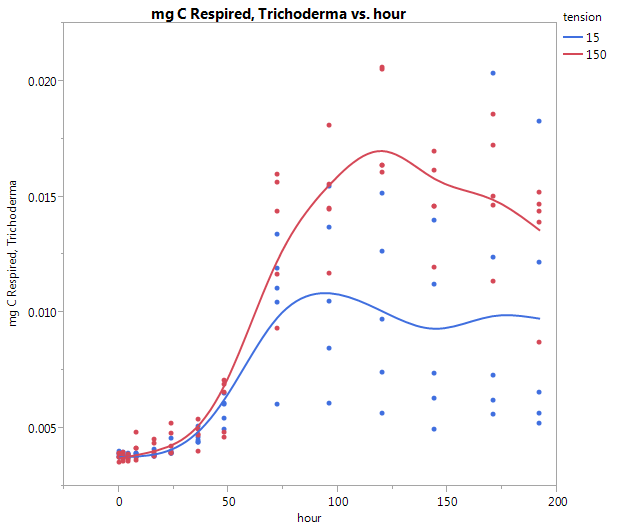 mg C Respired, Trichoderma vs. hour
tension
15
150
mg C Respired, Trichoderma
0.020
0.015
0.010
0.005
0 50 100 150 200
hour